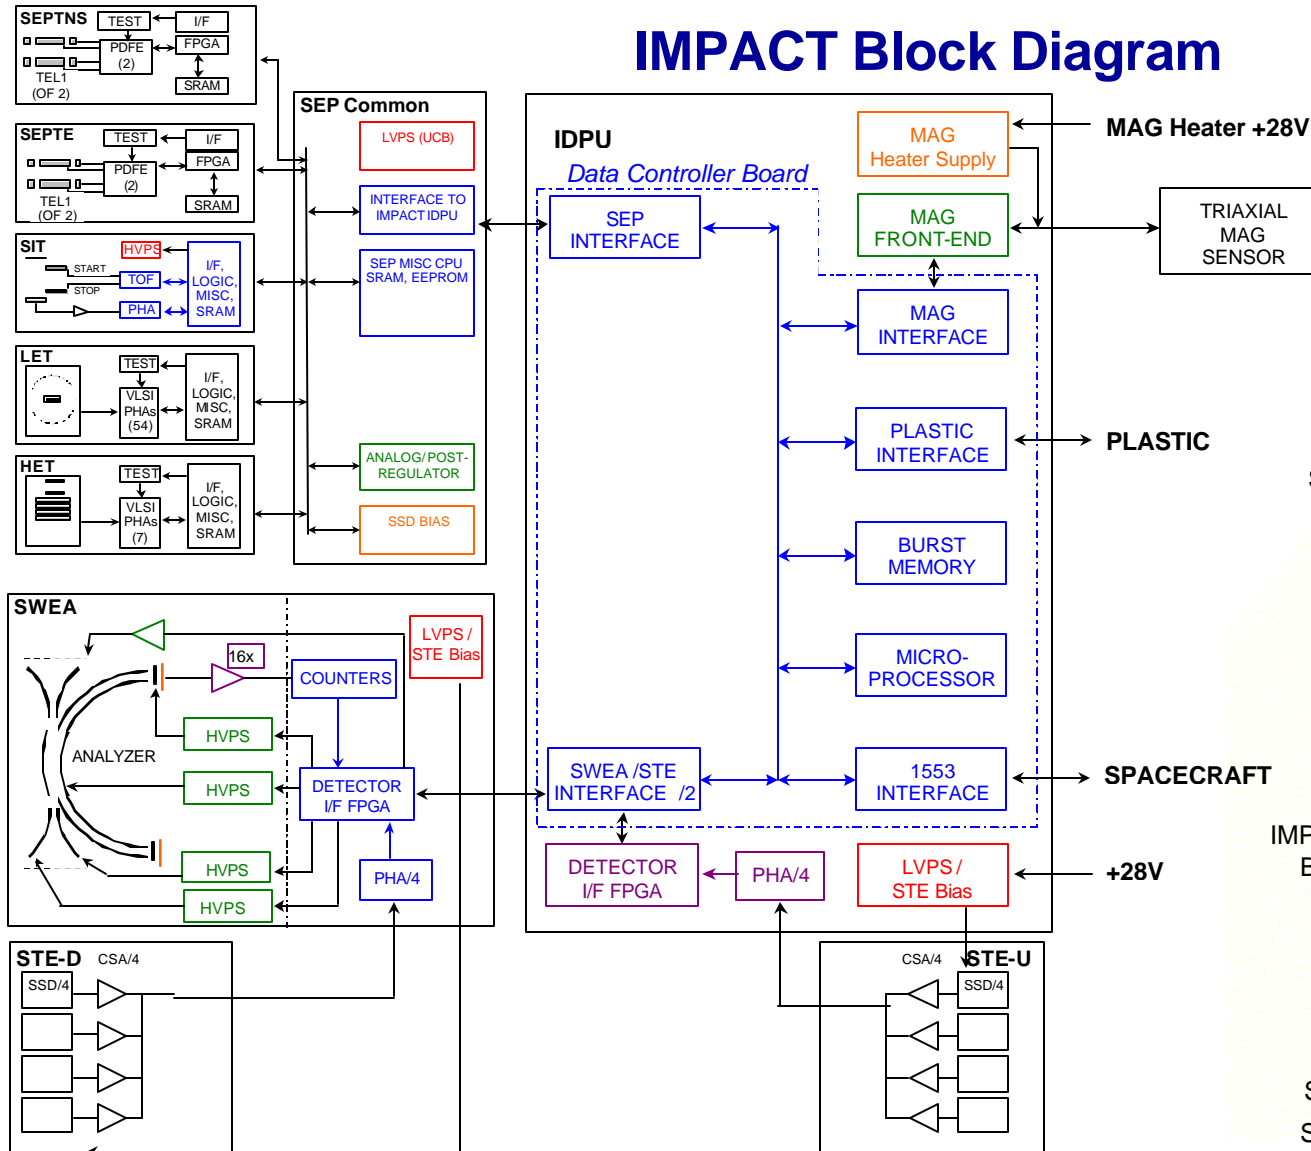 IMPACT Block Diagram
SEPTNS
TEST
I/F
PDFE
(2)
FPGA
SRAM
TEL1
(OF 2)
SEPTE
TEST
I/F
PDFE
(2)
FPGA
SRAM
TEL1
(OF 2)
SIT
HVPS
START
TOF
STOP
PHA
I/F,
LOGIC,
MISC,
SRAM
LET
TEST
VLSI
PHAs
(54)
I/F,
LOGIC,
MISC,
SRAM
HET
TEST
VLSI
PHAs
(7)
I/F,
LOGIC,
MISC,
SRAM
SEP Common
LVPS (UCB)
INTERFACE TO
IMPACT IDPU
SEP MISC CPU
SRAM, EEPROM
ANALOG/POST-
REGULATOR
SSD BIAS
IDPU
Data Controller Board
SEP
INTERFACE
MAG
Heater Supply
MAG
FRONT-END
MAG
INTERFACE
PLASTIC
INTERFACE
BURST
MEMORY
MICRO-
PROCESSOR
1553
INTERFACE
SWEA /STE
INTERFACE /2
DETECTOR
I/F FPGA
PHA/4
LVPS /
STE Bias
MAG Heater +28V
TRIAXIAL
MAG
SENSOR
PLASTIC
S
SPACECRAFT
IMP
B
+28V
S
S
SWEA
16x
LVPS /
STE Bias
COUNTERS
HVPS
ANALYZER
HVPS
DETECTOR
I/F FPGA
HVPS
HVPS
PHA/4
STE-D
CSA/4
SSD/4
CSA/4
STE-U
SSD/4